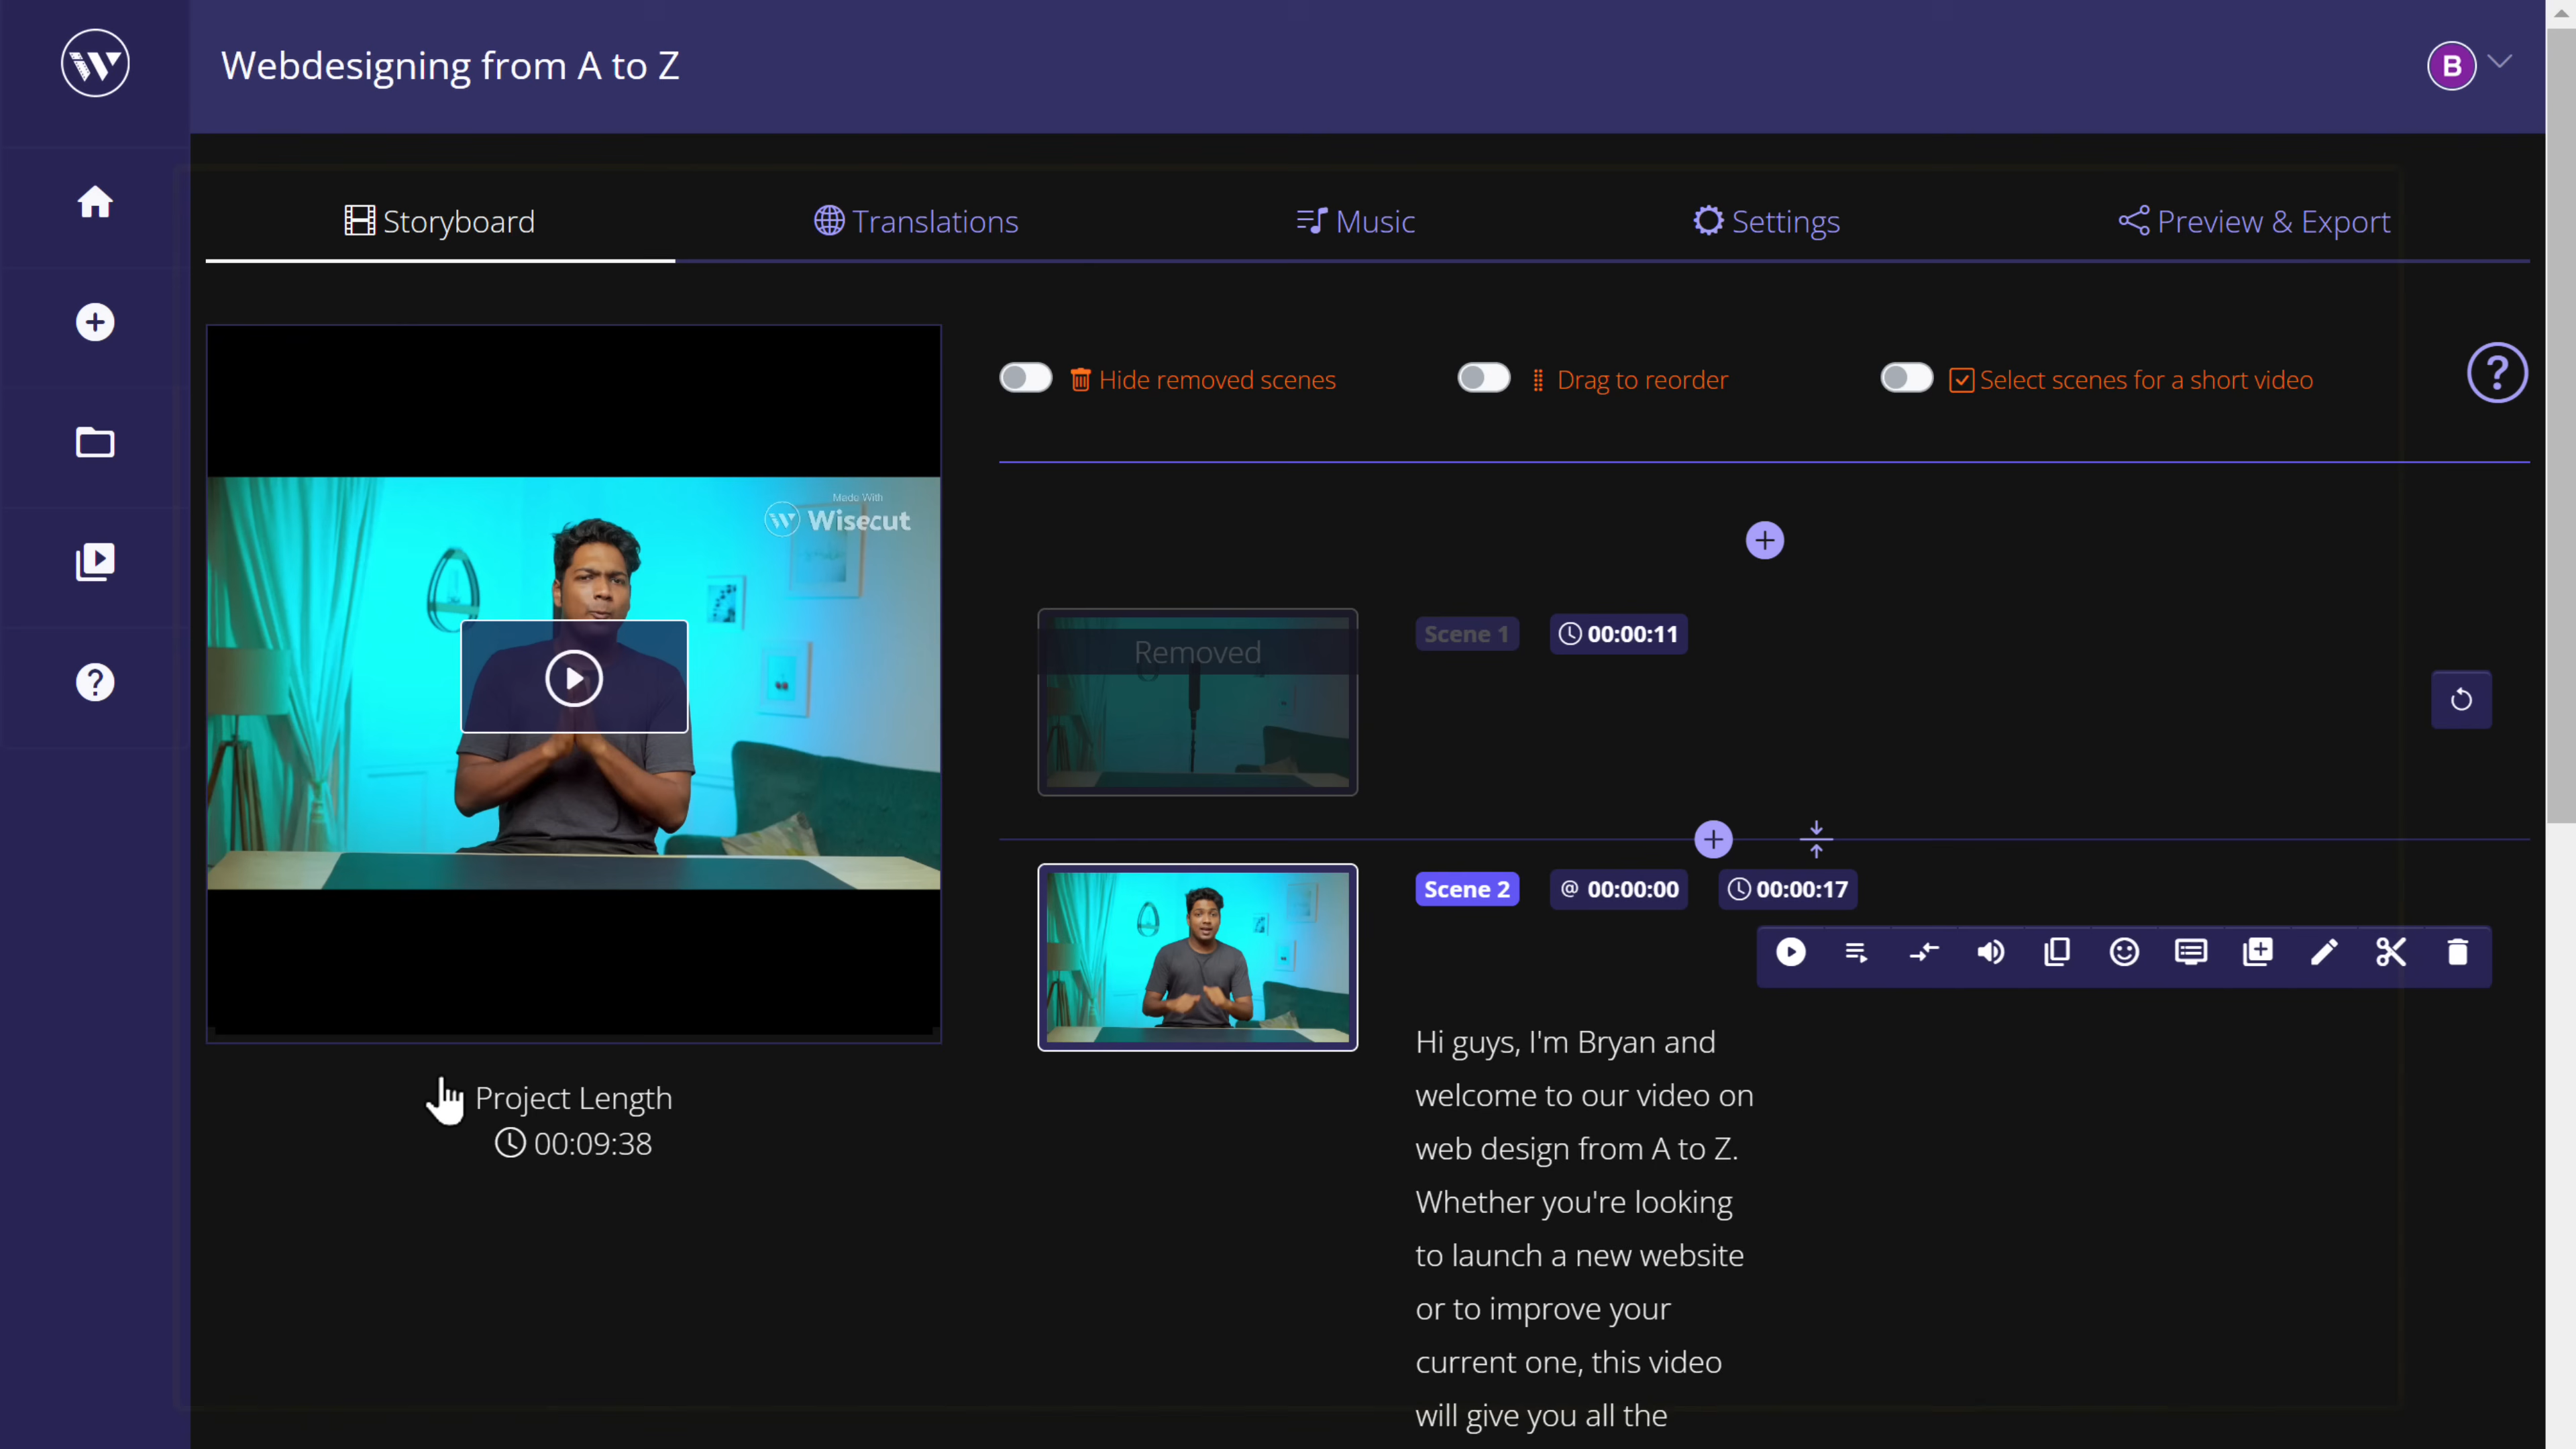 Webdesigning from A to Z
B
Storyboard
Translations
Music
Settings
Preview & Export
Hide removed scenes
Drag to reorder
Select scenes for a short video
?
Made With
Wisecut
Removed
Scene 1
00:00:11
Scene 2
@ 00:00:00
00:00:17
Hi guys, I'm Bryan and
welcome to our video on
web design from A to Z.
Whether you're looking
to launch a new website
or to improve your
current one, this video
will give you all the
Project Length
00:09:38